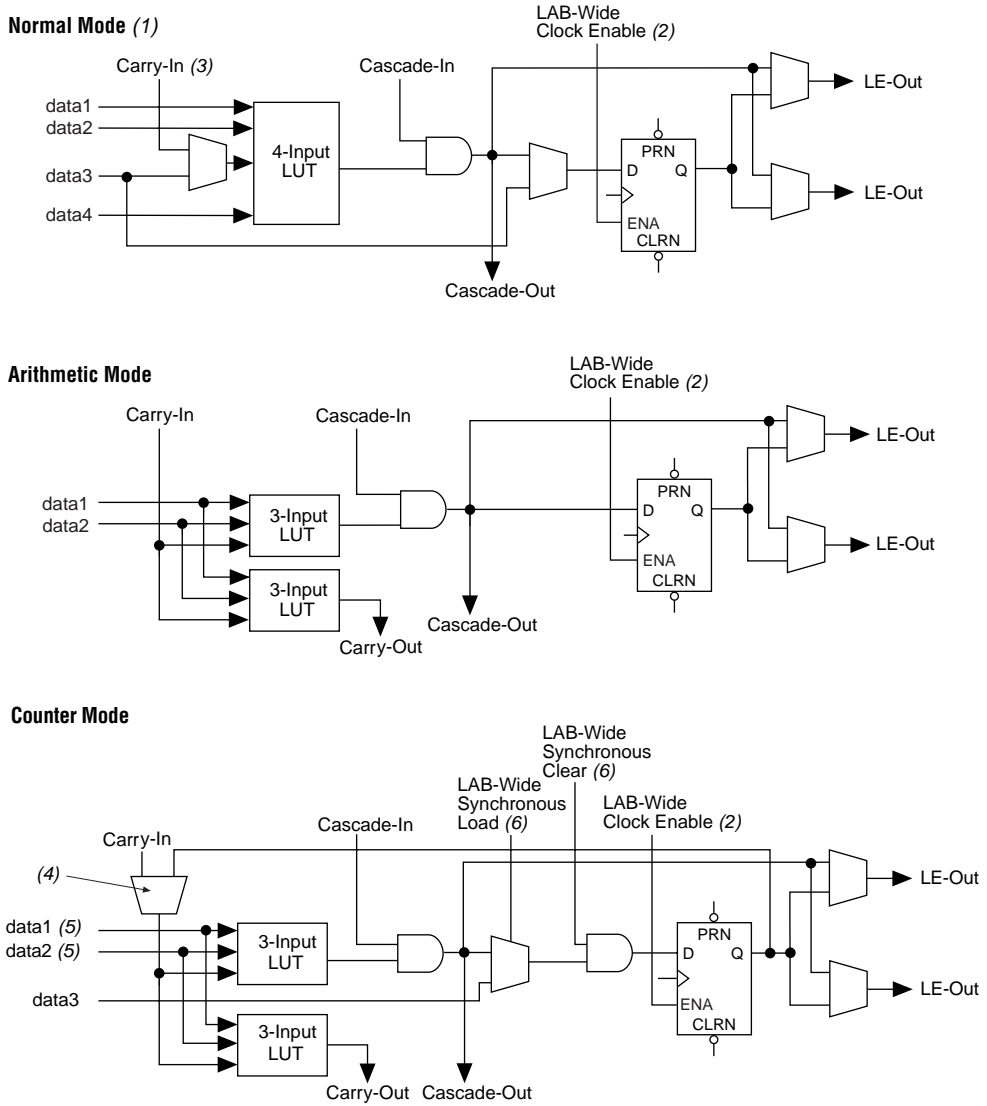 Normal Mode (1)
LAB-Wide
Clock Enable (2)
Carry-In (3)
Cascade-In
LE-Out
data1
data2
4-Input
LUT
PRN
D Q
data3
LE-Out
data4
ENA
CLRN
Cascade-Out
Arithmetic Mode
LAB-Wide
Clock Enable (2)
Carry-In
Cascade-In
LE-Out
PRN
data1
data2
3-Input
LUT
D Q
LE-Out
ENA
CLRN
3-Input
LUT
Cascade-Out
Carry-Out
Counter Mode
LAB-Wide
Synchronous
Clear (6)
LAB-Wide
Synchronous
Load (6)
LAB-Wide
Clock Enable (2)
Cascade-In
Carry-In
(4)
LE-Out
data1 (5)
data2 (5)
3-Input
LUT
PRN
D Q
data3
LE-Out
ENA
CLRN
3-Input
LUT
Carry-Out
Cascade-Out